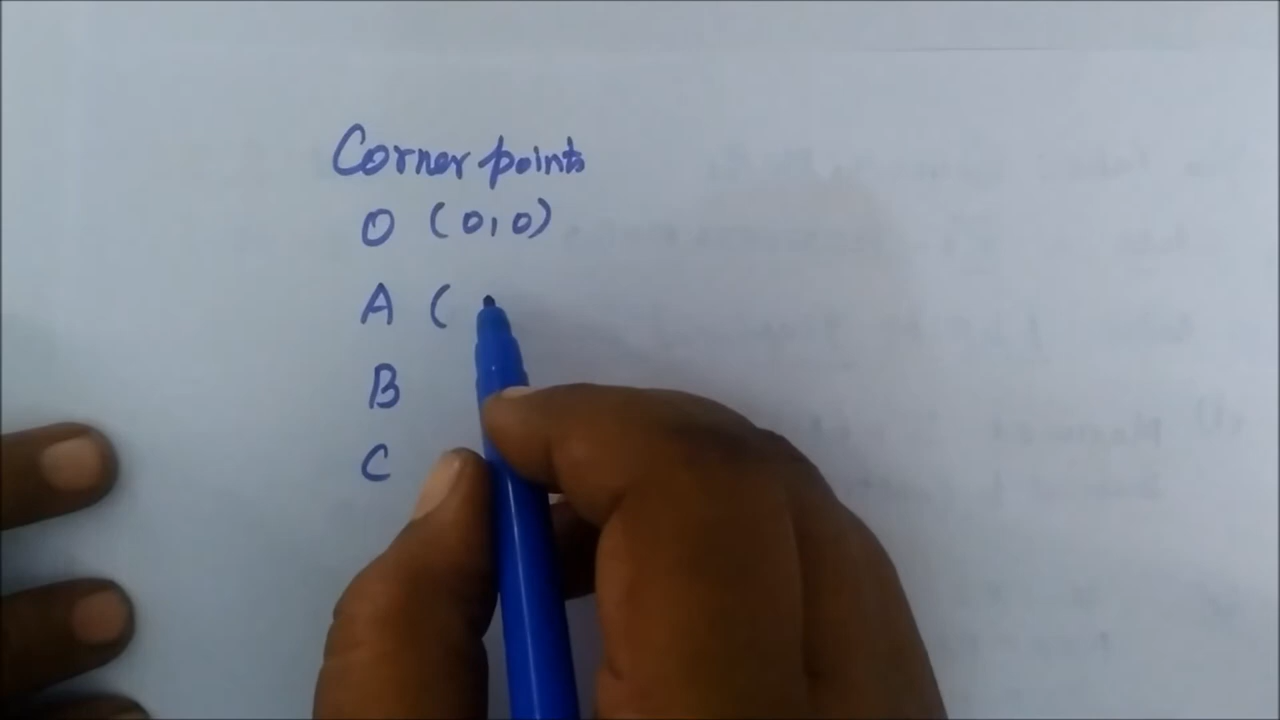 Corner points
O (0,0)
A (
B
C